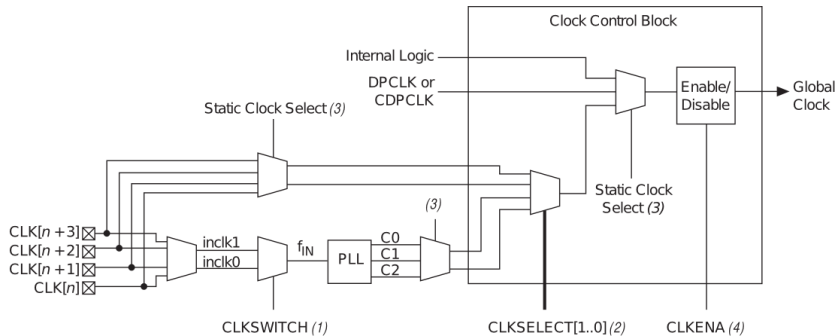 Clock Control Block
Internal Logic
DPCLK or
CDPCLK
Enable/
Disable
Global
Clock
Static Clock Select (3)
Static Clock
Select (3)
(3)
CLK[n + 3]
CLK[n + 2]
CLK[n + 1]
CLK[n]
inclk1
inclk0
fIN
PLL
C0
C1
C2
CLKSWITCH (1)
CLKSELECT[1..0] (2)
CLKENA (4)